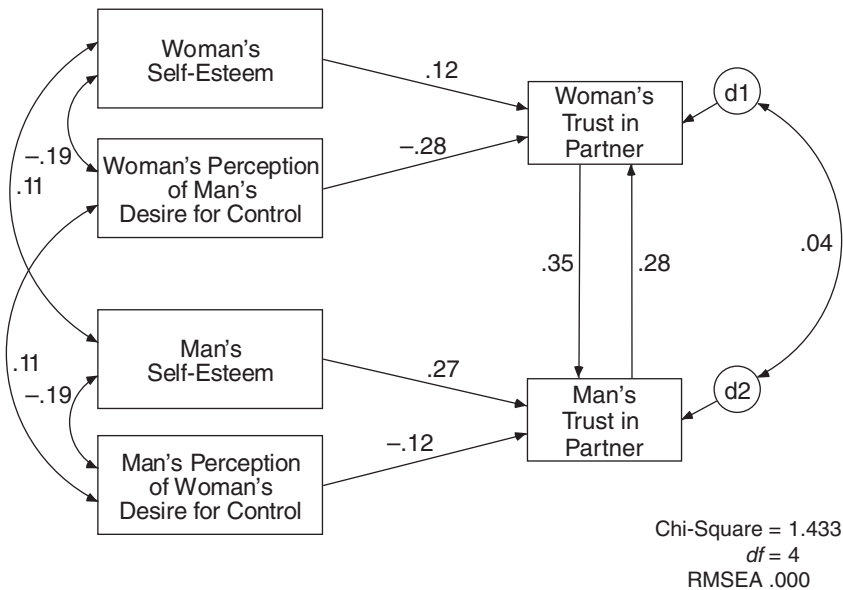 Woman's
Self-Esteem
.12
Woman's
Trust in
Partner
d1
–.19
.11
Woman's Perception
of Man's
Desire for Control
–.28
.35
.28
.04
Man's
Self-Esteem
.27
.11
–.19
Man's
Trust in
Partner
d2
Man's Perception
of Woman's
Desire for Control
–.12
Chi-Square = 1.433
df = 4
RMSEA .000